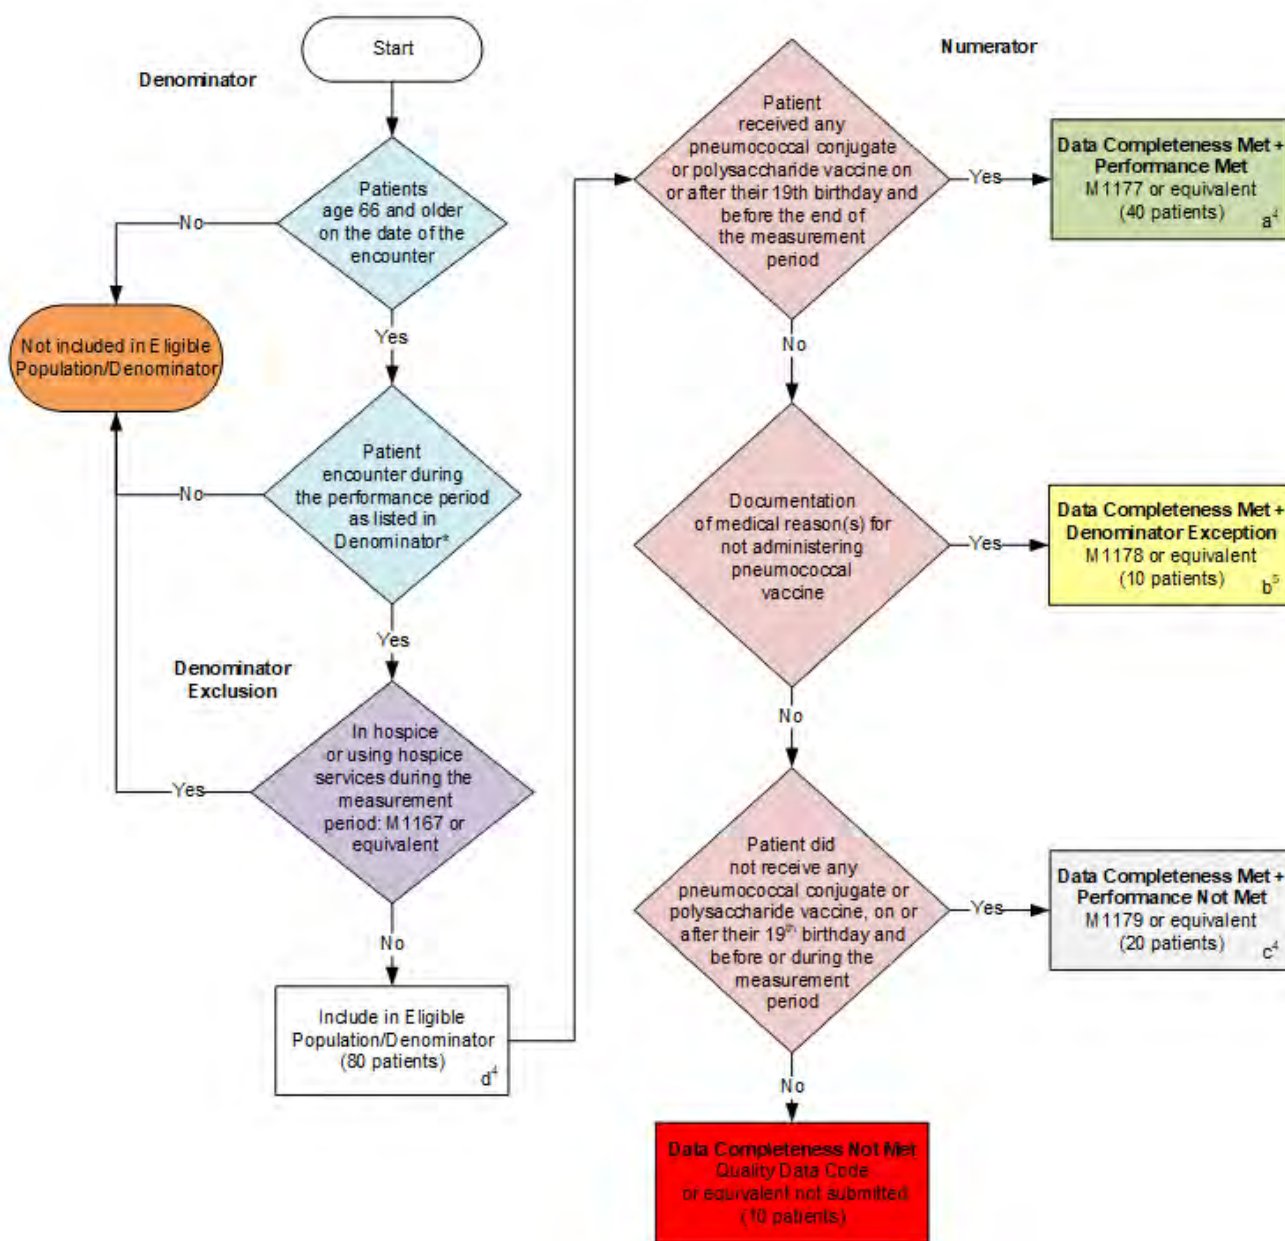 Start
Denominator
Patients
age 66 and older
on the date of the
encounter
No
Yes
Not included in Eligible
Population/Denominator
Patient
encounter during
the performance period
as listed in
Denominator*
No
Yes
Denominator
Exclusion
In hospice
or using hospice
services during the
measurement
period: M1167 or
equivalent
Yes
No
Include in Eligible
Population/Denominator
(80 patients)
d⁴
Numerator
Patient
received any
pneumococcal conjugate
or polysaccharide vaccine on
or after their 19th birthday and
before the end of
the measurement
period
Yes
Data Completeness Met +
Performance Met
M1177 or equivalent
(40 patients)
a⁴
No
Documentation
of medical reason(s) for
not administering
pneumococcal
vaccine
Yes
Data Completeness Met +
Denominator Exception
M1178 or equivalent
(10 patients)
b⁵
No
Patient did
not receive any
pneumococcal conjugate or
polysaccharide vaccine, on or
after their 19th birthday and
before or during the
measurement
period
Yes
Data Completeness Met +
Performance Not Met
M1179 or equivalent
(20 patients)
c⁴
No
Data Completeness Not Met
Quality Data Code
or equivalent not submitted
(10 patients)